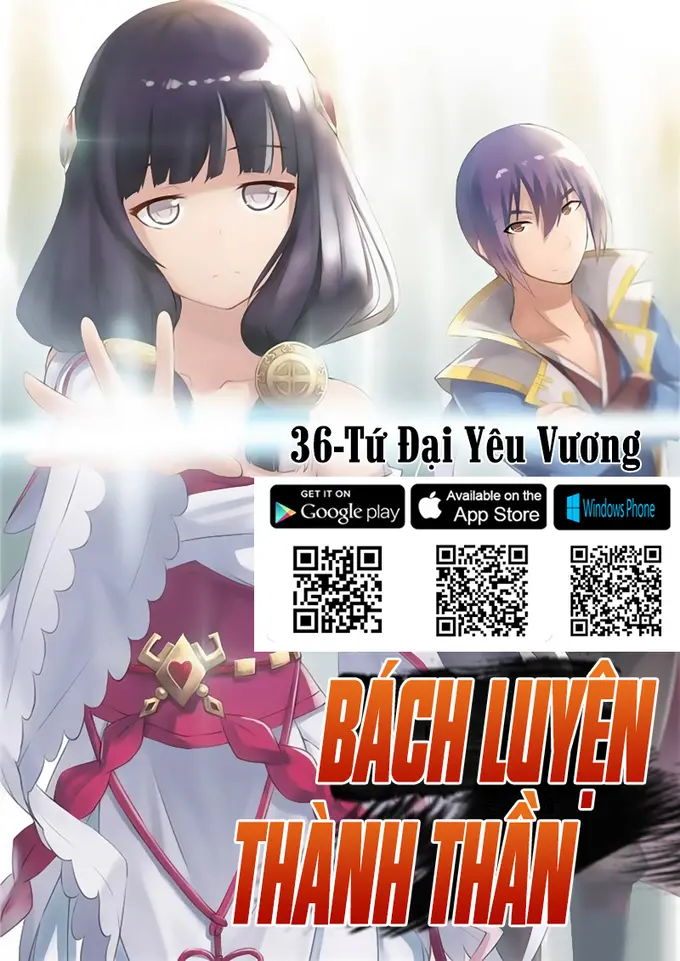 36-Tứ Đại Yêu Vương
GET IT ON
Google play
Available on the
App Store
Windows Phone
BÁCH LUYỆN
THÀNH THẦN